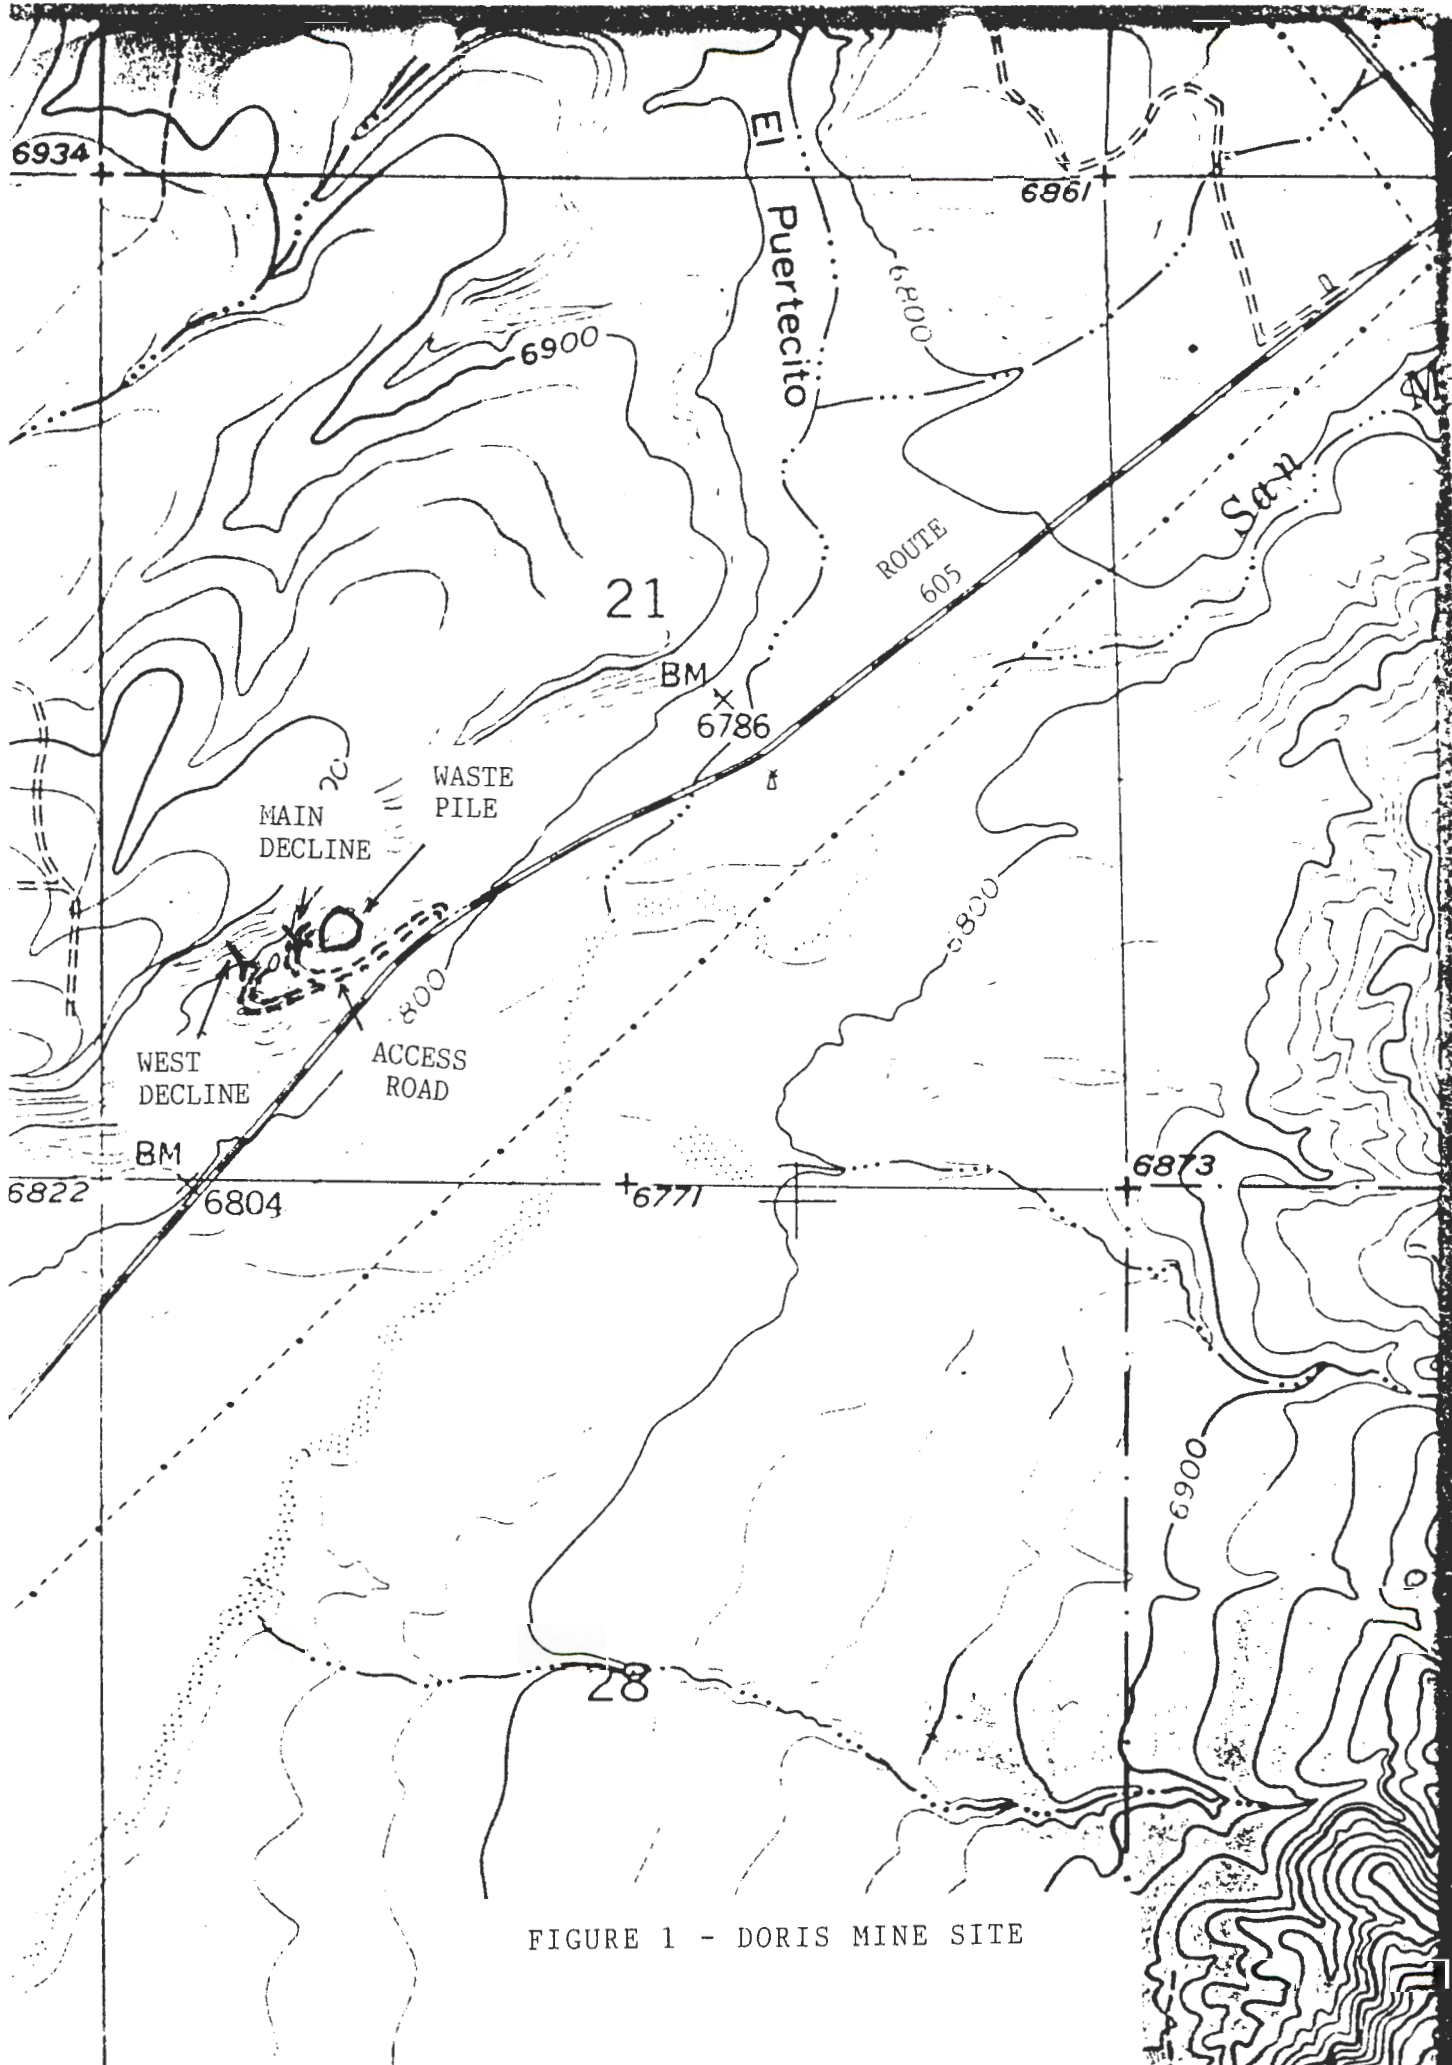 6934
El Puertecito
6861
6800
6900
M
San
ROUTE
605
21
BM
6786
WASTE
PILE
MAIN
DECLINE
6800
800
WEST
DECLINE
ACCESS
ROAD
BM
6822
6804
6771
6873
6900
28
FIGURE 1 - DORIS MINE SITE